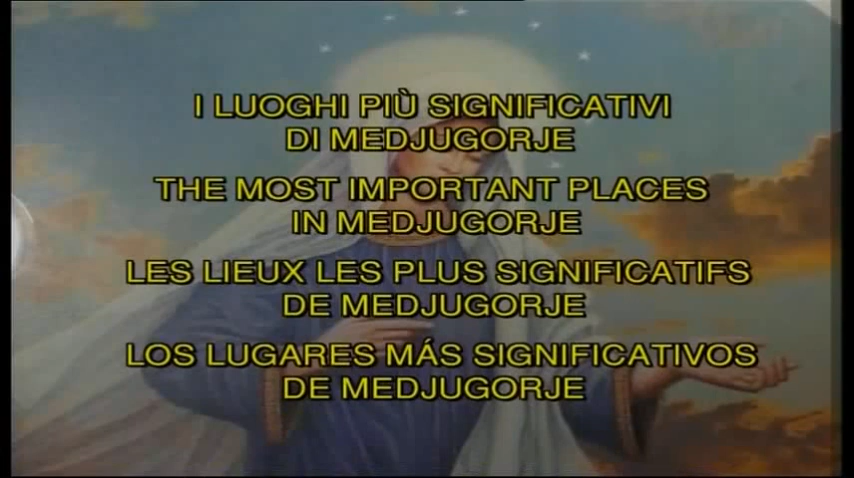 I LUOGHI PIÙ SIGNIFICATIVI
DI MEDJUGORJE
THE MOST IMPORTANT PLACES
IN MEDJUGORJE
LES LIEUX LES PLUS SIGNIFICATIFS
DE MEDJUGORJE
LOS LUGARES MÁS SIGNIFICATIVOS
DE MEDJUGORJE